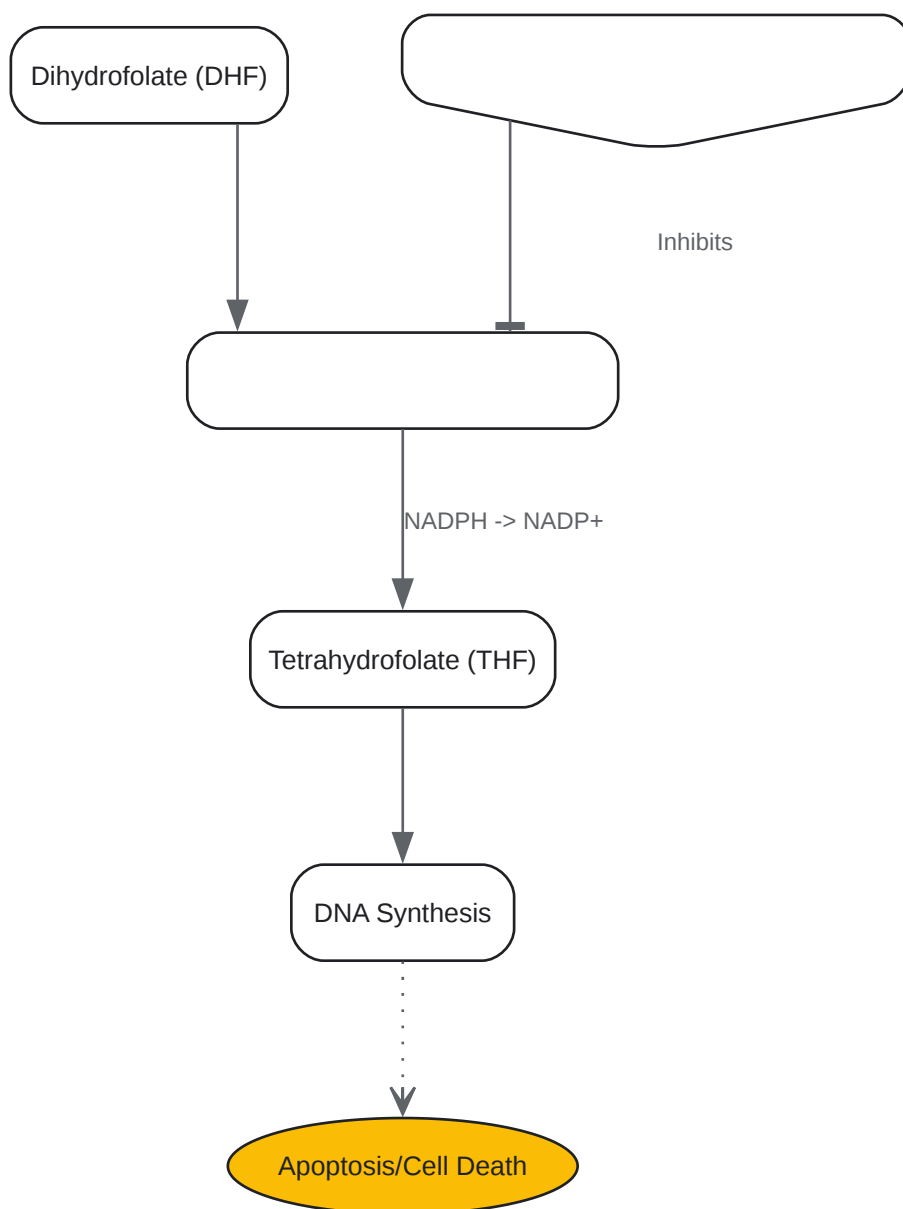 Dihydrofolate (DHF)
Inhibits
NADPH -> NADP+
Tetrahydrofolate (THF)
DNA Synthesis
Apoptosis/Cell Death